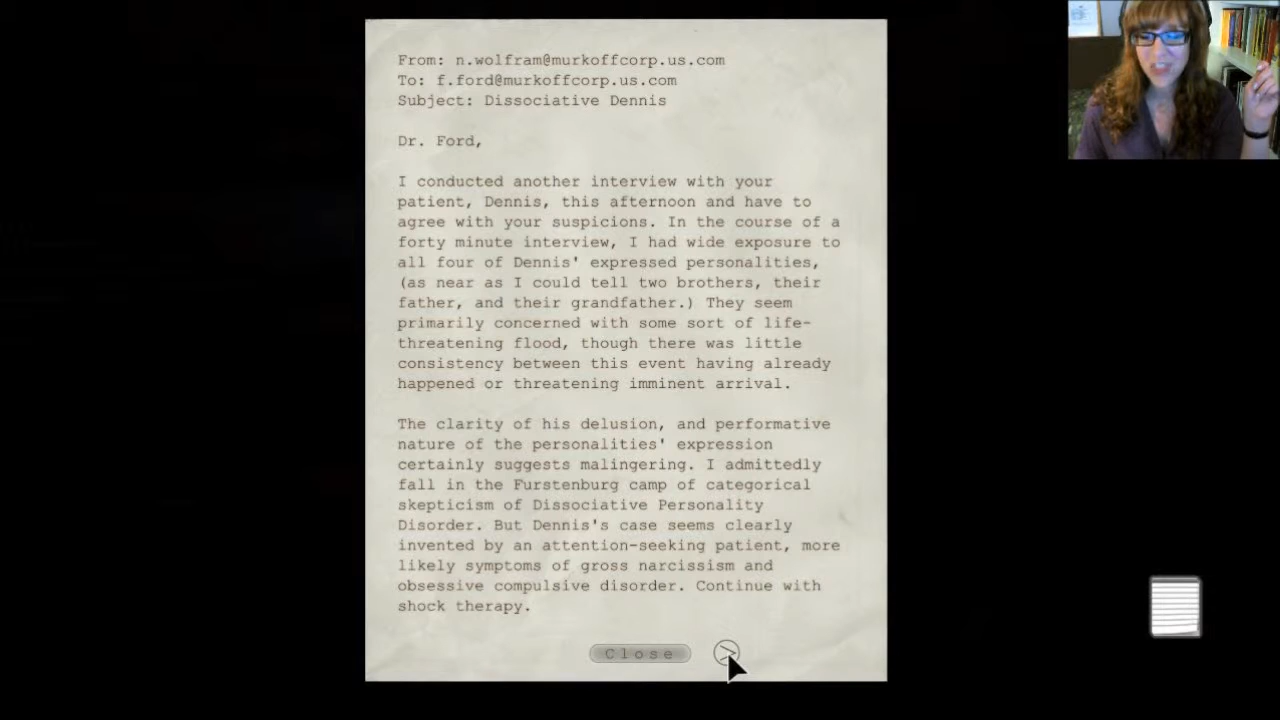 From: n.wolfram@murkoffcorp.us.com
To: f.ford@murkoffcorp.us.com
Subject: Dissociative Dennis
Dr. Ford,
I conducted another interview with your
patient, Dennis, this afternoon and have to
agree with your suspicions. In the course of a
forty minute interview, I had wide exposure to
all four of Dennis' expressed personalities,
(as near as I could tell two brothers, their
father, and their grandfather.) They seem
primarily concerned with some sort of life-
threatening flood, though there was little
consistency between this event having already
happened or threatening imminent arrival.
The clarity of his delusion, and performative
nature of the personalities' expression
certainly suggests malingering. I admittedly
fall in the Furstenburg camp of categorical
skepticism of Dissociative Personality
Disorder. But Dennis's case seems clearly
invented by an attention-seeking patient, more
likely symptoms of gross narcissism and
obsessive compulsive disorder. Continue with
shock therapy.
Close